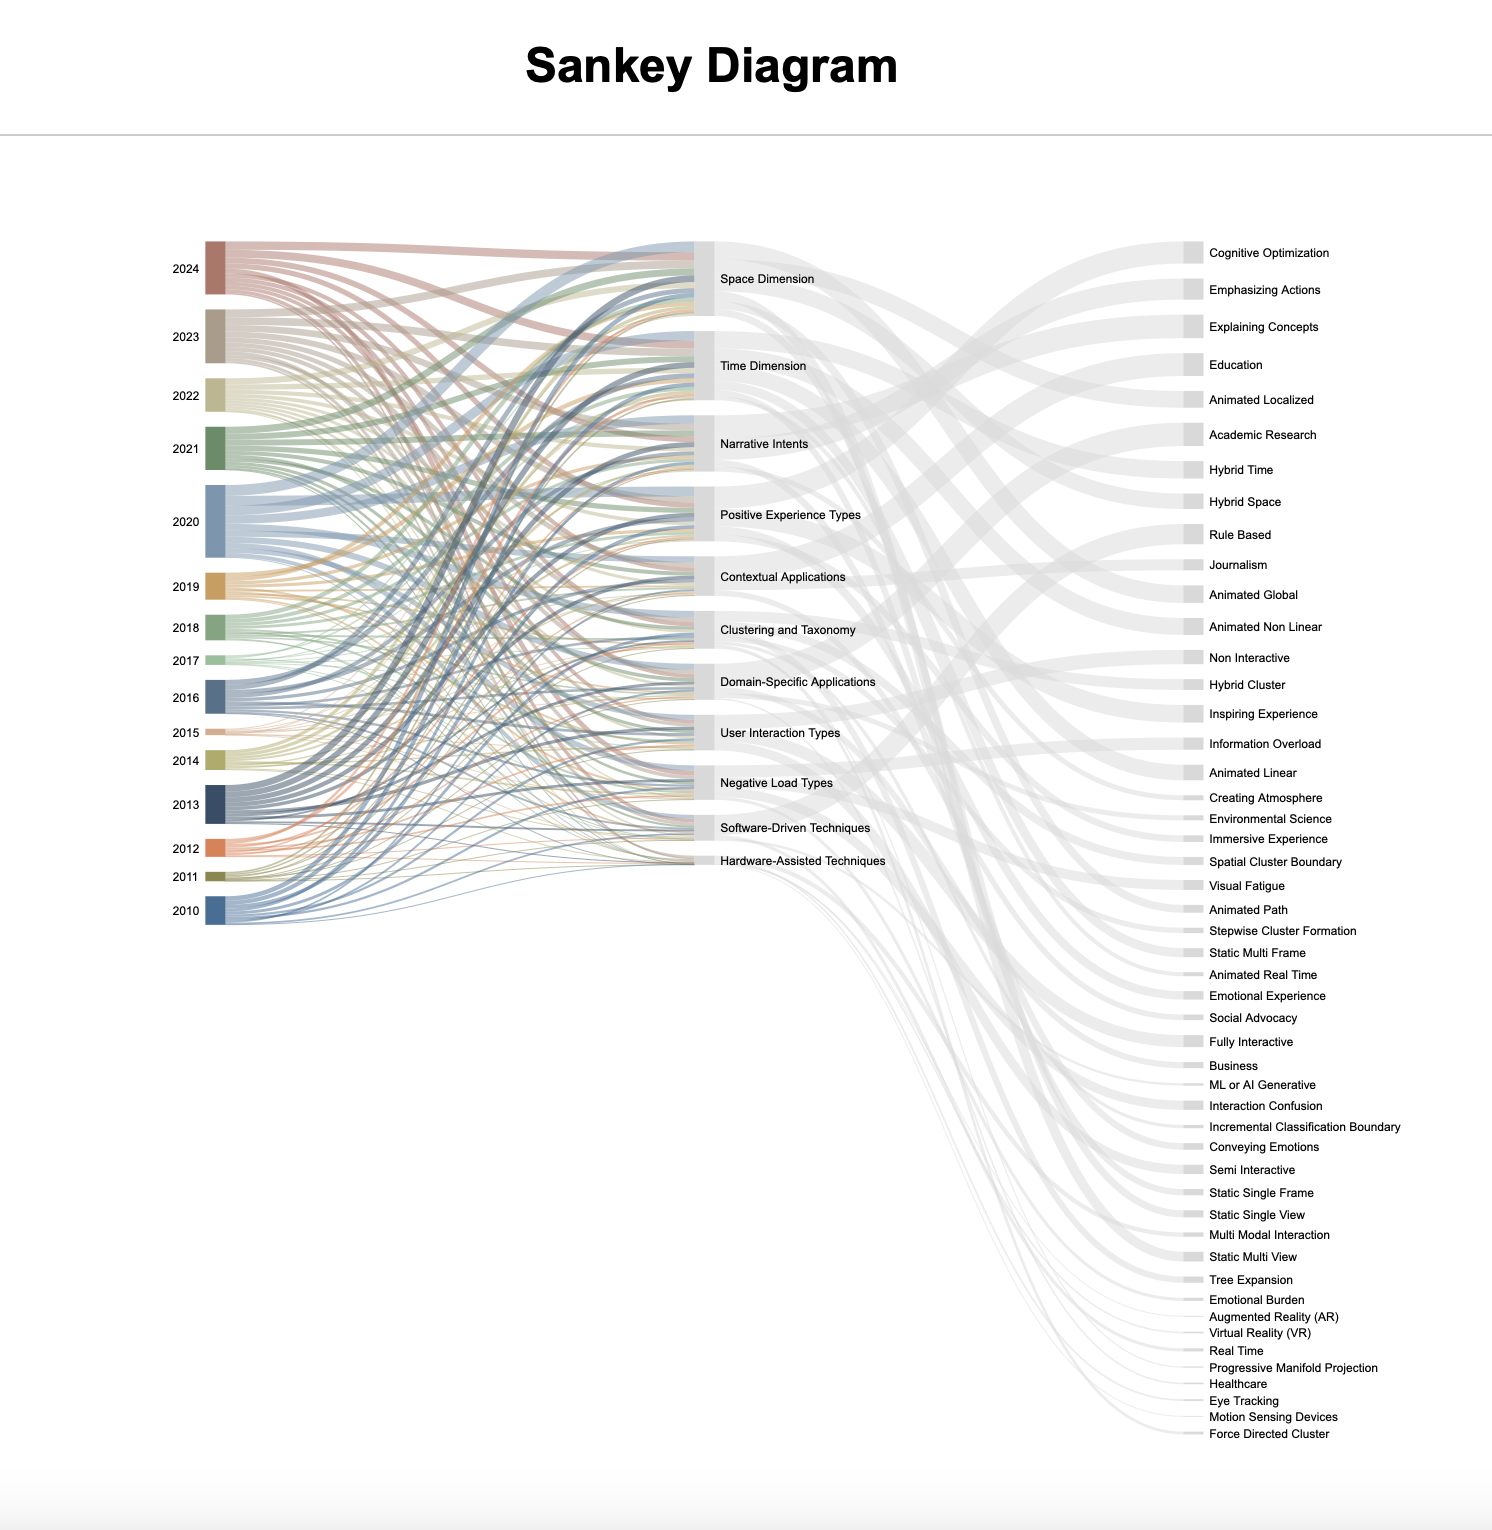 Sankey Diagram
2024
2023
2022
2021
2020
2019
2018
2017
2016
2015
2014
2013
2012
2011
2010
Space Dimension
Time Dimension
Narrative Intents
Positive Experience Types
Contextual Applications
Clustering and Taxonomy
Domain-Specific Applications
User Interaction Types
Negative Load Types
Software-Driven Techniques
Hardware-Assisted Techniques
Cognitive Optimization
Emphasizing Actions
Explaining Concepts
Education
Animated Localized
Academic Research
Hybrid Time
Hybrid Space
Rule Based
Journalism
Animated Global
Animated Non Linear
Non Interactive
Hybrid Cluster
Inspiring Experience
Information Overload
Animated Linear
Creating Atmosphere
Environmental Science
Immersive Experience
Spatial Cluster Boundary
Visual Fatigue
Animated Path
Stepwise Cluster Formation
Static Multi Frame
Animated Real Time
Emotional Experience
Social Advocacy
Fully Interactive
Business
ML or AI Generative
Interaction Confusion
Incremental Classification Boundary
Conveying Emotions
Semi Interactive
Static Single Frame
Static Single View
Multi Modal Interaction
Static Multi View
Tree Expansion
Emotional Burden
Augmented Reality (AR)
Virtual Reality (VR)
Real Time
Progressive Manifold Projection
Healthcare
Eye Tracking
Motion Sensing Devices
Force Directed Cluster